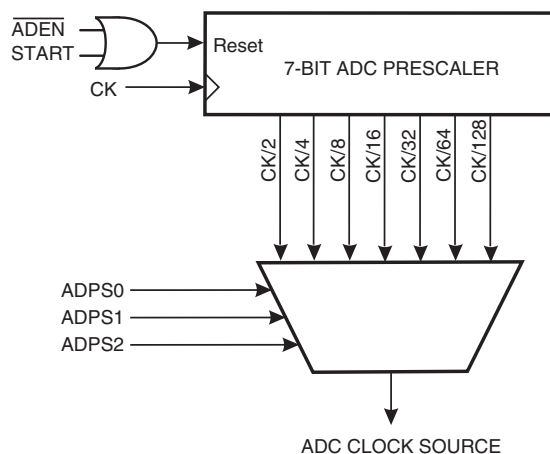 ADEN
START
Reset
7-BIT ADC PRESCALER
CK
CK/2
CK/4
CK/8
CK/16
CK/32
CK/64
CK/128
ADPS0
ADPS1
ADPS2
ADC CLOCK SOURCE